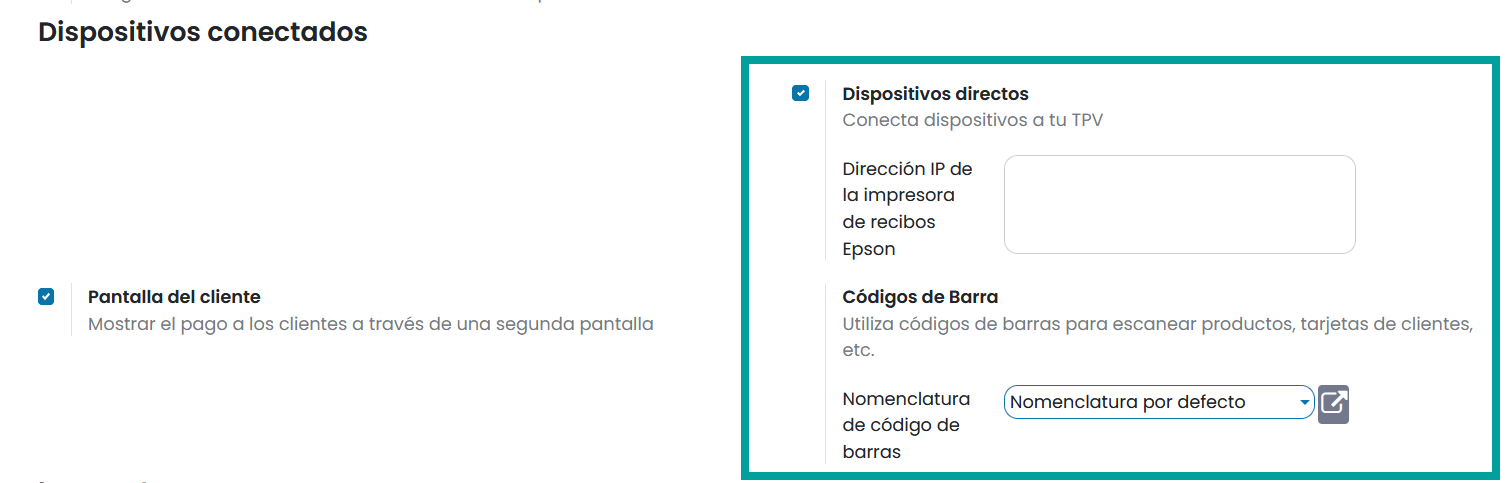 Dispositivos conectados
Dispositivos directos
Conecta dispositivos a tu TPV
Dirección IP de
la impresora
de recibos
Epson
Pantalla del cliente
Mostrar el pago a los clientes a través de una segunda pantalla
Códigos de Barra
Utiliza códigos de barras para escanear productos, tarjetas de clientes,
etc.
Nomenclatura
de código de
barras
Nomenclatura por defecto